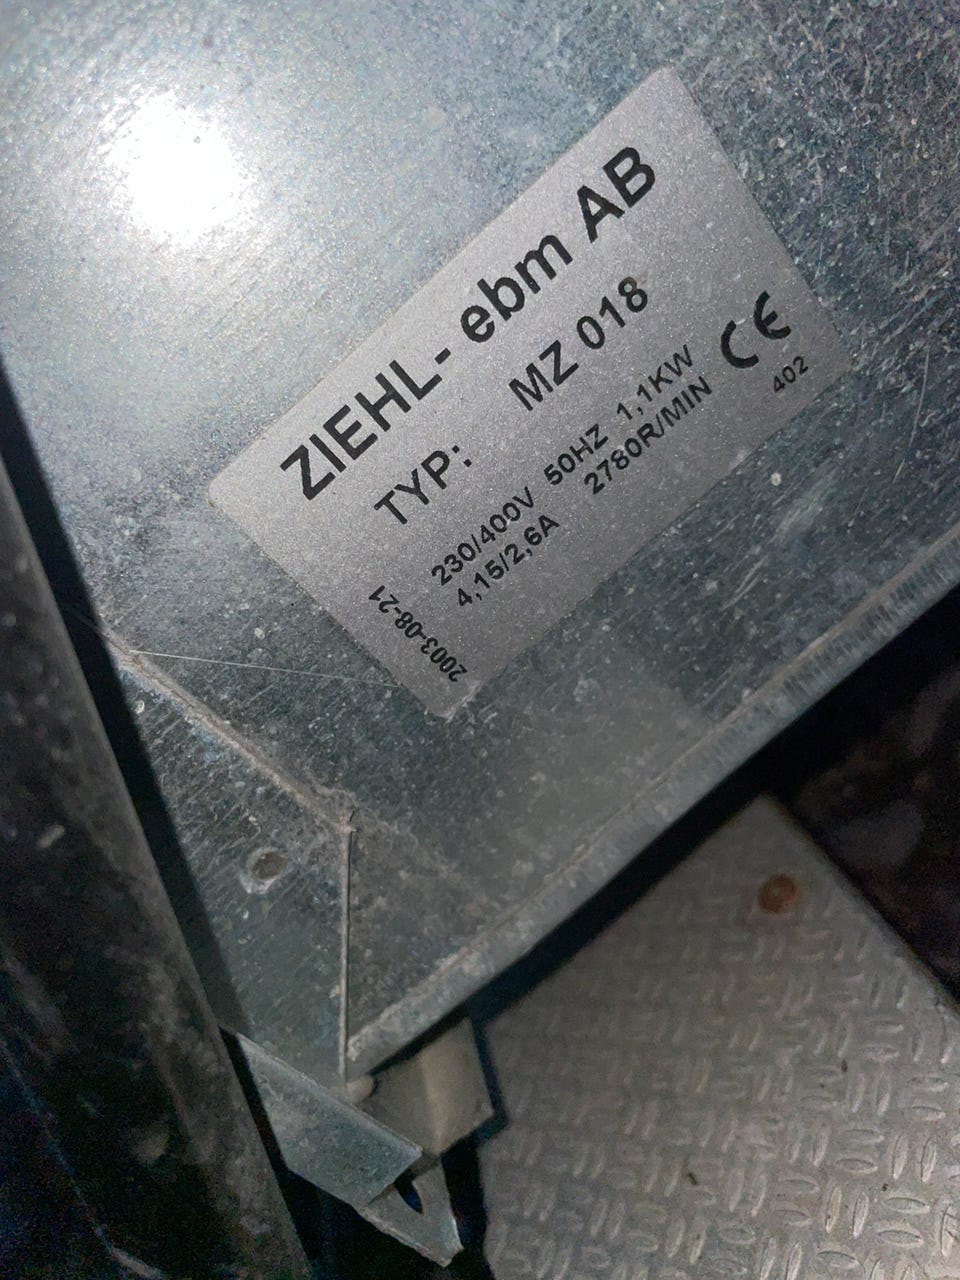 ZIEHL- ebm AB
TYP: MZ 018
230/400V 50HZ 1,1KW
4,15/2,6A 2780R/MIN
CE
402
2003-08-21